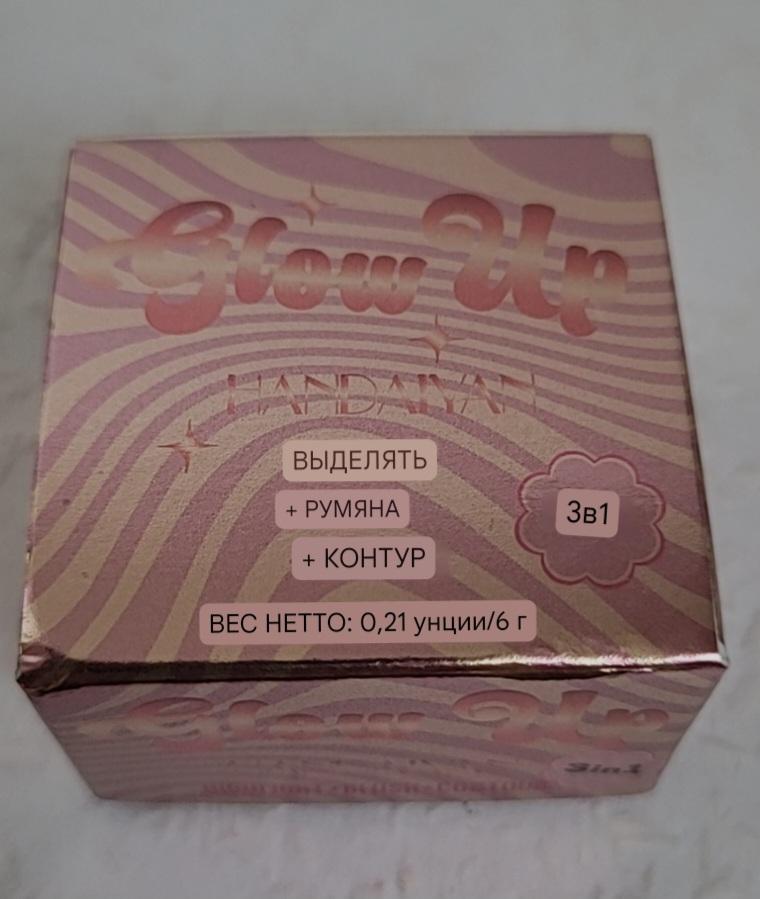 Glow Up
HANDAIYAN
ВЫДЕЛЯТЬ
+ РУМЯНА
+ КОНТУР
3в1
ВЕС НЕТТО: 0,21 унции/6 г
Glow Up
3in1